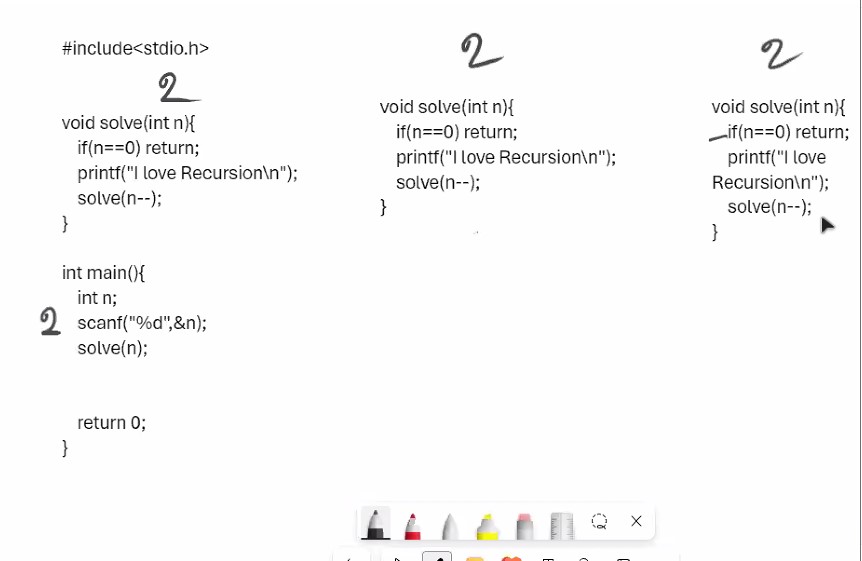 #include<stdio.h>
2
void solve(int n){
if(n==0) return;
printf("I love Recursion\n");
solve(n--);
}
int main(){
int n;
2 scanf("%d",&n);
solve(n);
return 0;
}
2
void solve(int n){
if(n==0) return;
printf("I love Recursion\n");
solve(n--);
}
2
void solve(int n){
if(n==0) return;
printf("I love
Recursion\n");
solve(n--);
}